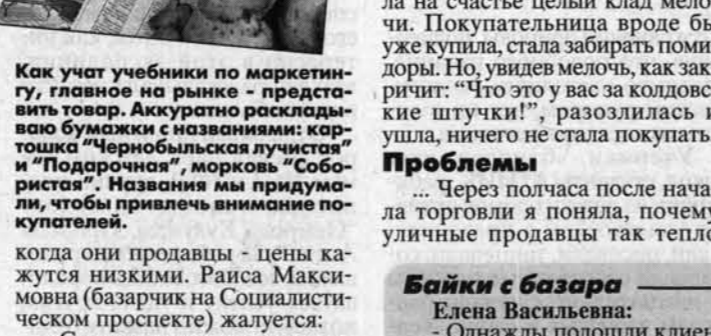 Как учат учебники по маркетин-
гу, главное на рынке - предста-
вить товар. Аккуратно расклады-
ваю бумажки с названиями: кар-
тошка "Чернобыльская лучистая"
и "Подарочная", морковь "Собо-
ристая". Названия мы придума-
ли, чтобы привлечь внимание по-
купателей.
когда они продавцы - цены ка-
жутся низкими. Раиса Макси-
мовна (базарчик на Социалисти-
ческом проспекте) жалуется:
ла на счастье целый клад мело-
чи. Покупательница вроде бы
уже купила, стала забирать поми-
доры. Но, увидев мелочь, как зак-
ричит: "Что это у вас за колдовс-
кие штучки!", разозлилась и
ушла, ничего не стала покупать.
Проблемы
... Через полчаса после нача-
ла торговли я поняла, почему
уличные продавцы так тепло
Байки с базара
Елена Васильевна:
- Однажды подошли клиен